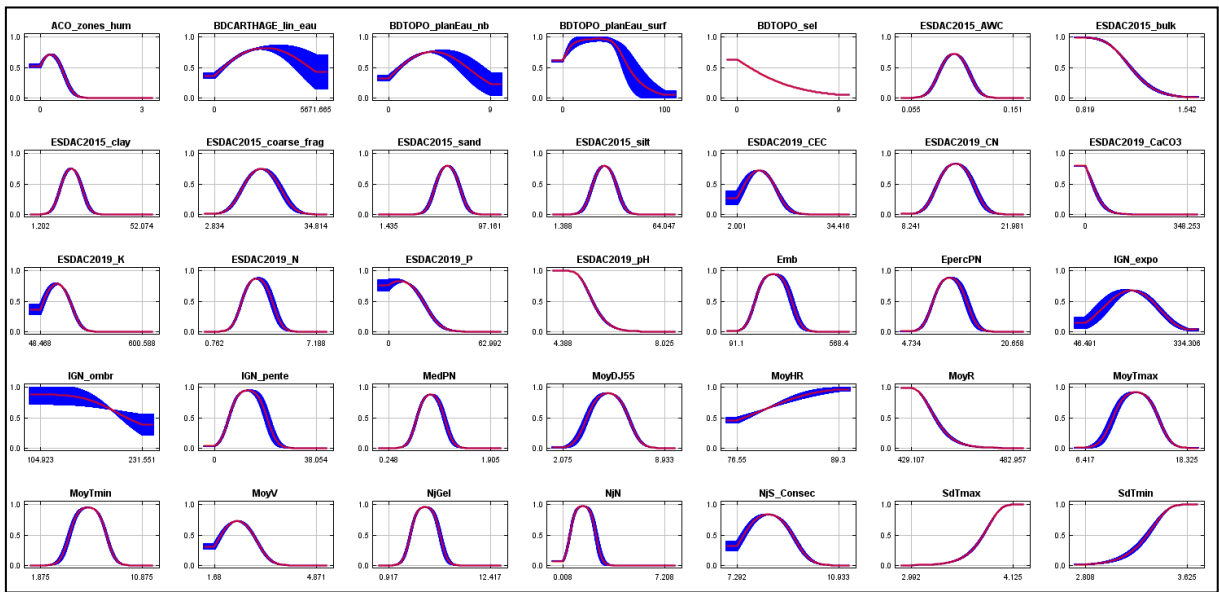 ACO_zones_hum BDCARTHAGE_lin_eau BDTOPO_planEau_nb BDTOPO_planEau_surf BDTOPO_sel ESDAC2015_AWC ESDAC2015_bulk
1.0 1.0 1.0 1.0 1.0 1.0 1.0
0.5 0.5 0.5 0.5 0.5 0.5 0.5
0.0 0.0 0.0 0.0 0.0 0.0 0.0
0 3 0 5671.665 0 9 0 100 0 9 0.055 0.151 0.819 1.542
ESDAC2015_clay ESDAC2015_coarse_frag ESDAC2015_sand ESDAC2015_silt ESDAC2019_CEC ESDAC2019_CN ESDAC2019_CaCO3
1.0 1.0 1.0 1.0 1.0 1.0 1.0
0.5 0.5 0.5 0.5 0.5 0.5 0.5
0.0 0.0 0.0 0.0 0.0 0.0 0.0
1.202 52.074 2.834 34.814 1.435 97.161 1.388 64.047 2.001 34.416 8.241 21.981 0 348.253
ESDAC2019_K ESDAC2019_N ESDAC2019_P ESDAC2019_pH Emb EpercPN IGN_expo
1.0 1.0 1.0 1.0 1.0 1.0 1.0
0.5 0.5 0.5 0.5 0.5 0.5 0.5
0.0 0.0 0.0 0.0 0.0 0.0 0.0
48.468 600.588 0.762 7.188 0 62.992 4.388 8.025 91.1 568.4 4.734 20.658 46.491 334.306
IGN_ombr IGN_pente MedPN MoyDJ55 MoyHR MoyR MoyTmax
1.0 1.0 1.0 1.0 1.0 1.0 1.0
0.5 0.5 0.5 0.5 0.5 0.5 0.5
0.0 0.0 0.0 0.0 0.0 0.0 0.0
104.923 231.551 0 38.054 0.248 1.905 2.075 8.933 76.55 89.3 429.107 482.957 6.417 18.325
MoyTmin MoyV NjGel NjN NjS_Consec SdTmax SdTmin
1.0 1.0 1.0 1.0 1.0 1.0 1.0
0.5 0.5 0.5 0.5 0.5 0.5 0.5
0.0 0.0 0.0 0.0 0.0 0.0 0.0
1.875 10.875 1.68 4.871 0.917 12.417 0.008 7.208 7.292 10.933 2.992 4.125 2.808 3.625